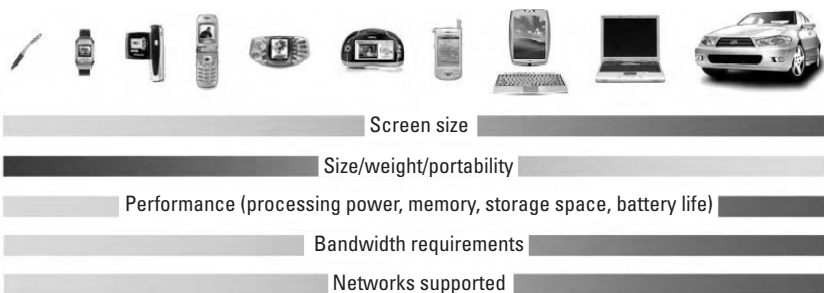 Screen size
Size/weight/portability
Performance (processing power, memory, storage space, battery life)
Bandwidth requirements
Networks supported